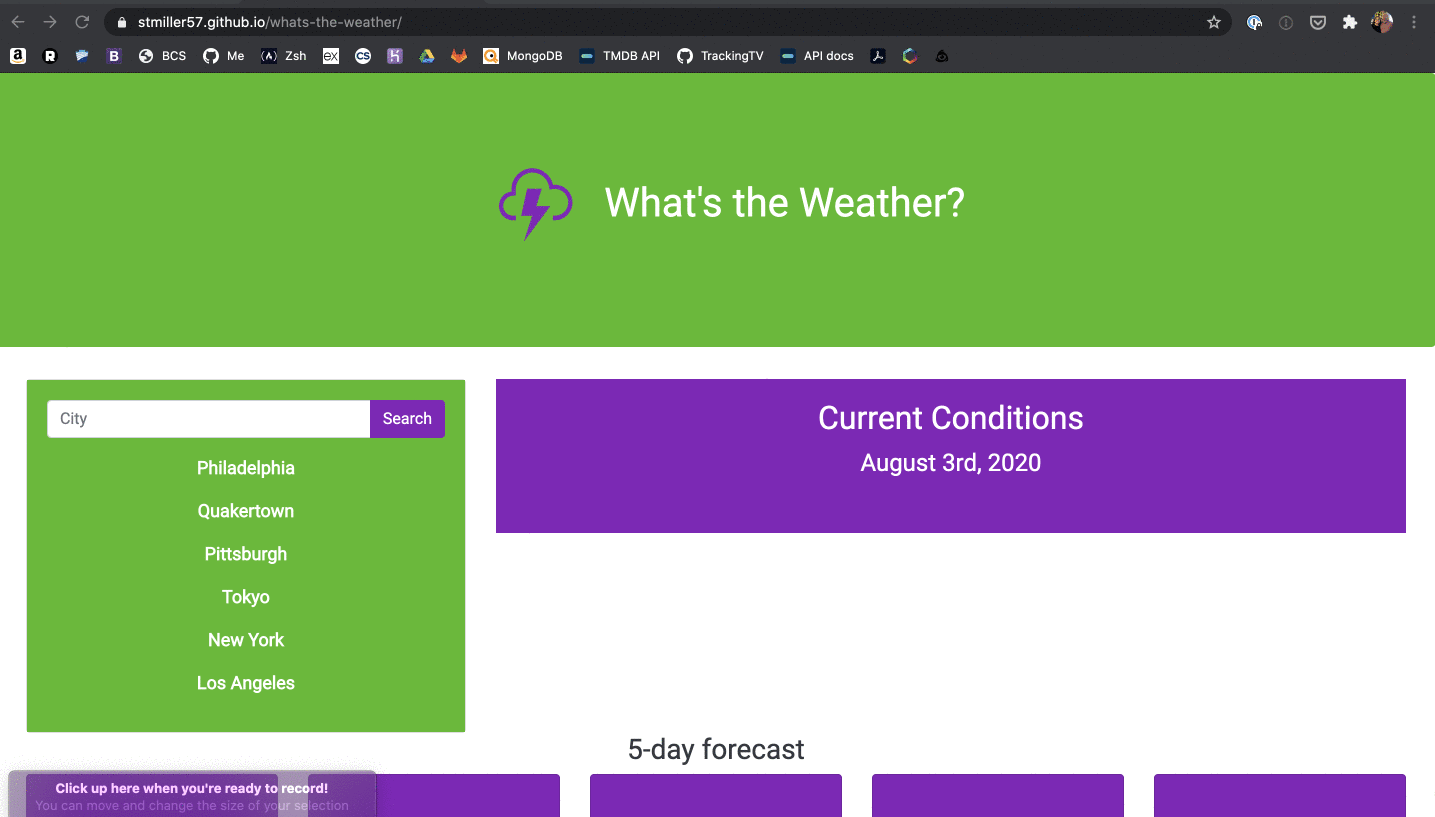 stmiller57.github.io/whats-the-weather/
a R B BCS Me Zsh ex CS MongoDB TMDB API TrackingTV API docs
What's the Weather?
City Search
Philadelphia
Quakertown
Pittsburgh
Tokyo
New York
Los Angeles
Current Conditions
August 3rd, 2020
5-day forecast
Click up here when you're ready to record!
You can move and change the size of your selection